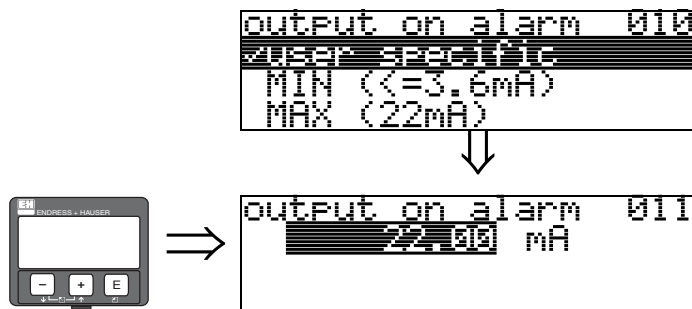 output on alarm 010
✓user specific
MIN (<=3.6mA)
MAX (22mA)
EH
ENDRESS + HAUSER
output on alarm 011
22.00 mA
- + E